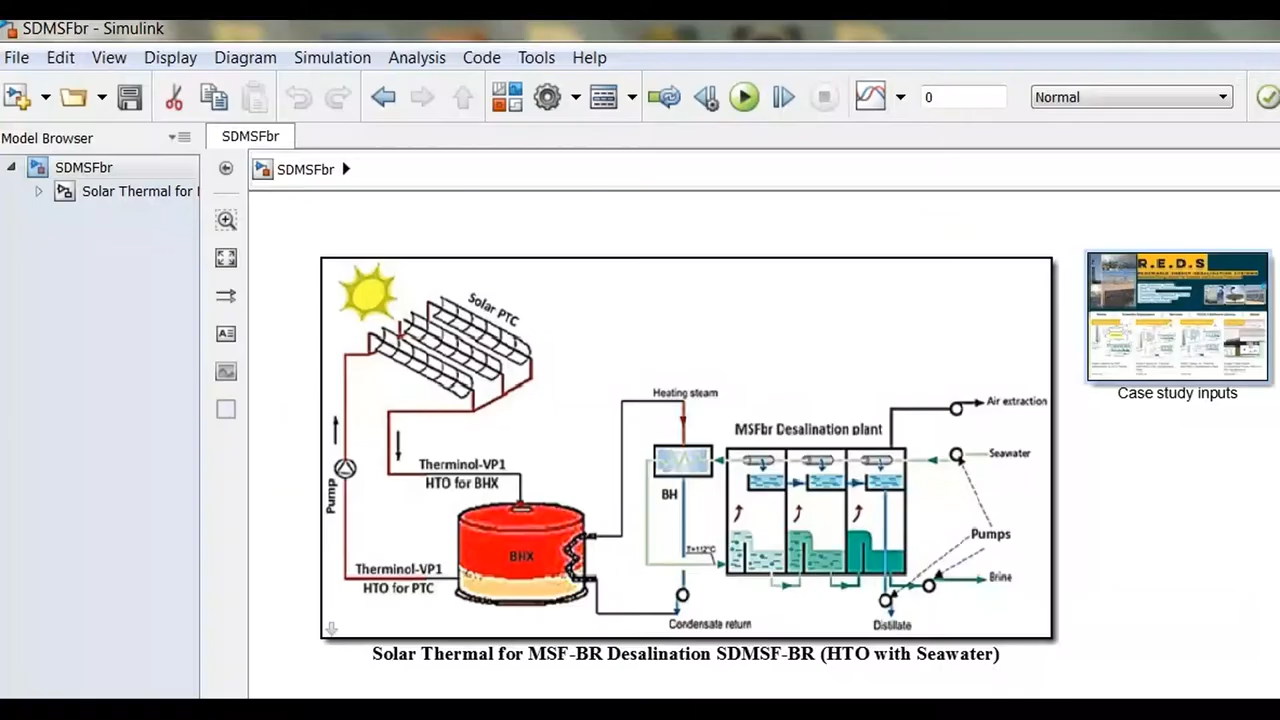 SDMSFbr - Simulink
File Edit View Display Diagram Simulation Analysis Code Tools Help
0
Normal
Model Browser
SDMSFbr
SDMSFbr
SDMSFbr
Solar Thermal for
Solar PTC
R.E.D.S
Case study inputs
Heating steam
Air extraction
MSFbr Desalination plant
Seawater
Therminol-VP1
HTO for BHX
Pump
BH
Pumps
T=112°C
BHX
Therminol-VP1
HTO for PTC
Brine
Condensate return
Distillate
Solar Thermal for MSF-BR Desalination SDMSF-BR (HTO with Seawater)